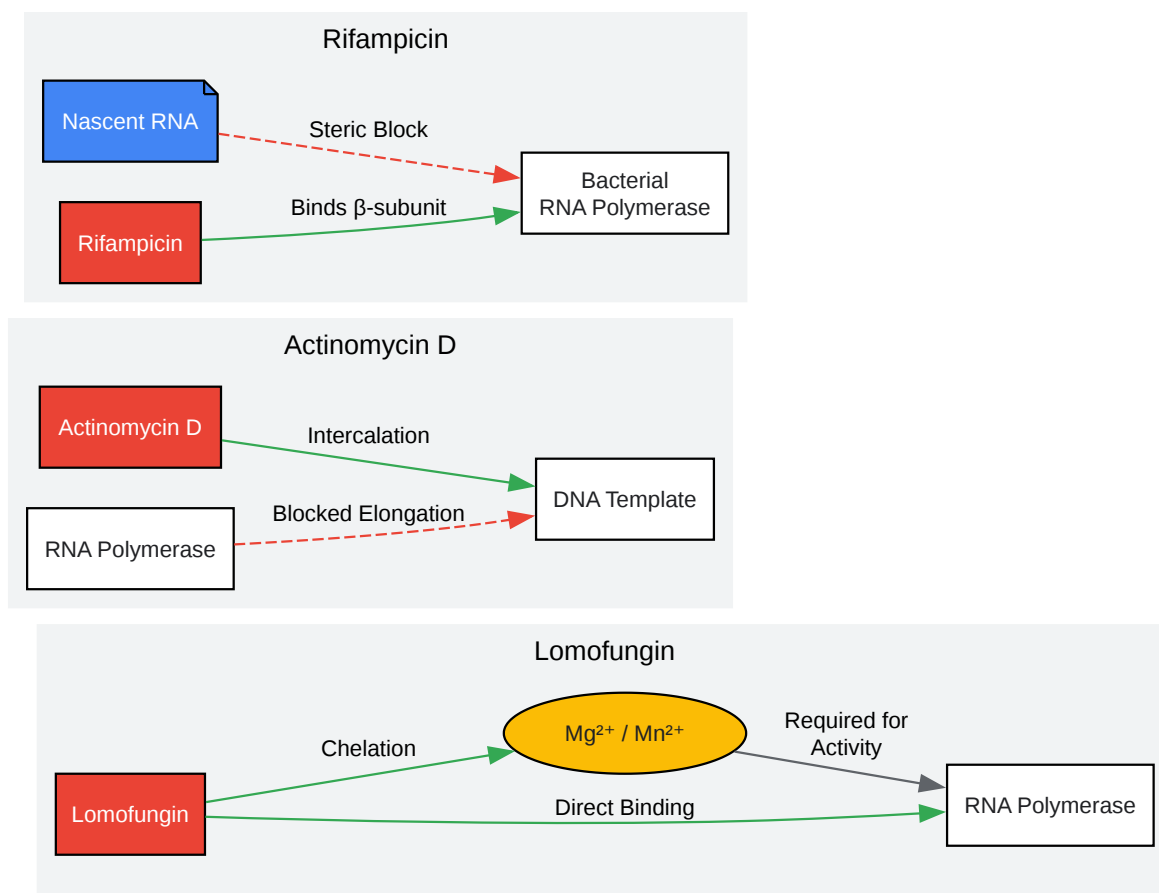 Rifampicin
Nascent RNA
Steric Block
Bacterial
RNA Polymerase
Binds β-subunit
Rifampicin
Actinomycin D
Actinomycin D
Intercalation
DNA Template
Blocked Elongation
RNA Polymerase
Lomofungin
Mg²⁺ / Mn²⁺
Required for
Activity
Chelation
Lomofungin
Direct Binding
RNA Polymerase